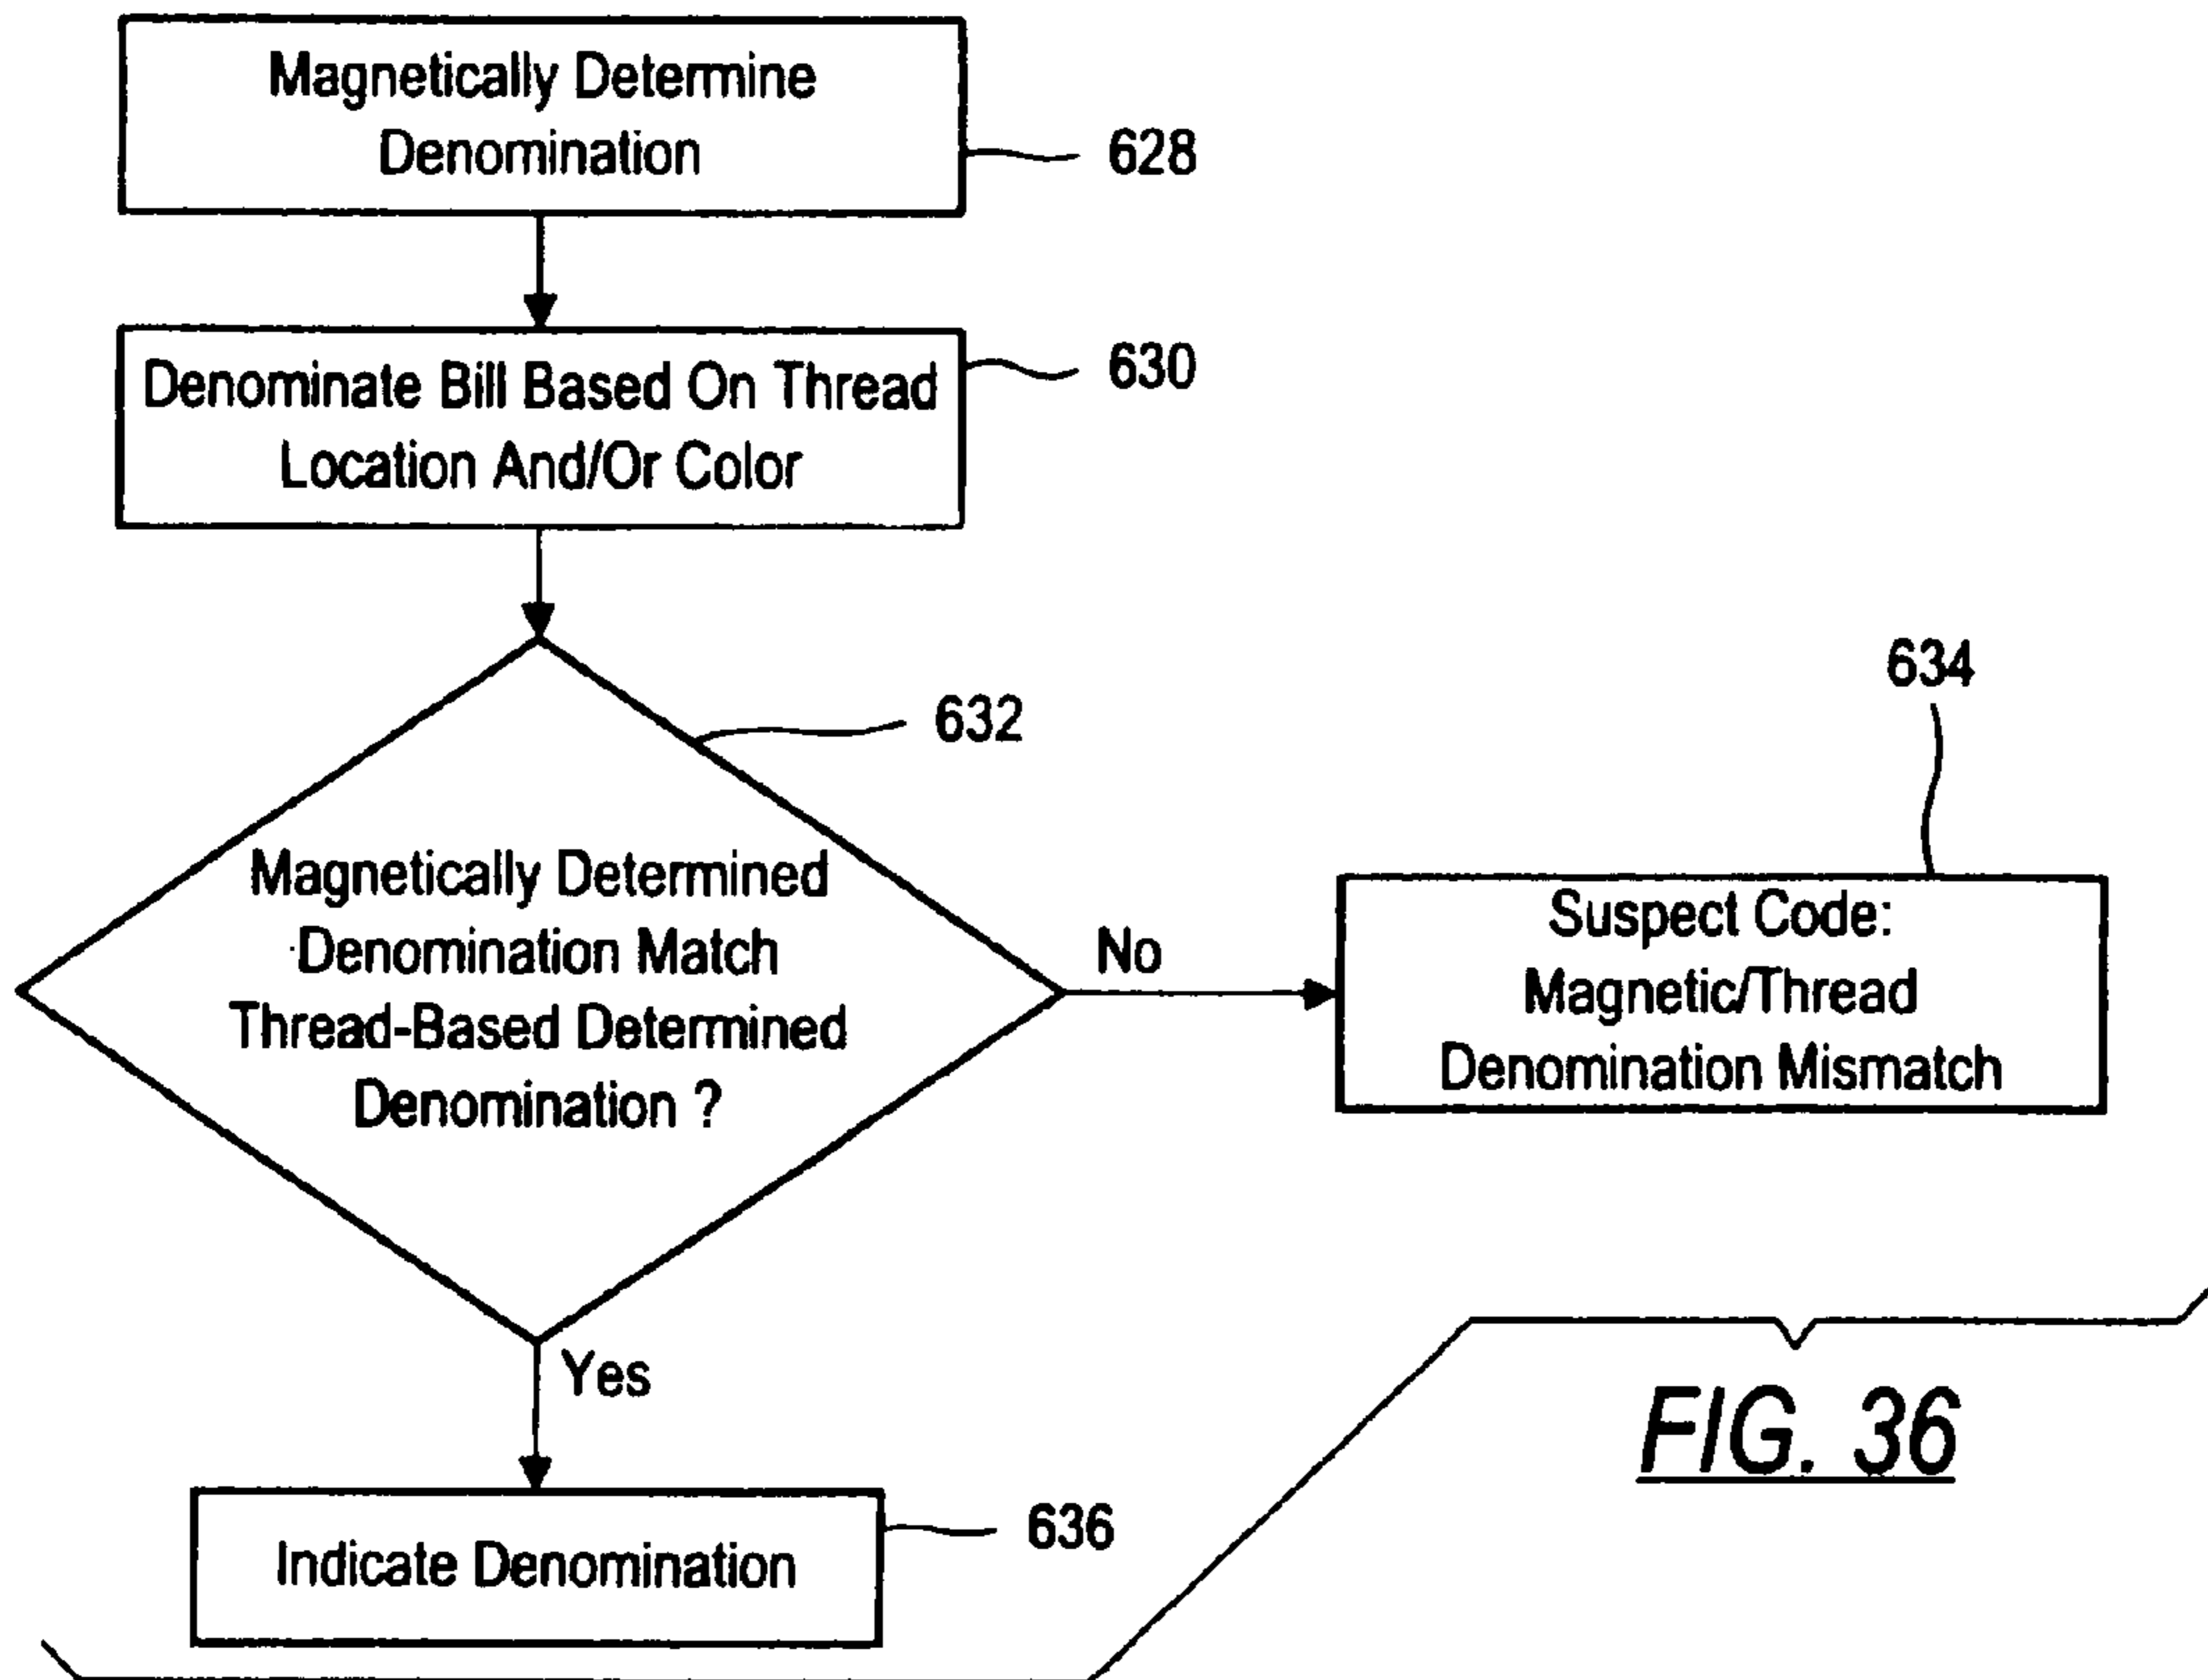 Magnetically Determine
Denomination
628
Denominate Bill Based On Thread
Location And/Or Color
630
632
Magnetically Determined
Denomination Match
Thread-Based Determined
Denomination ?
No
634
Suspect Code:
Magnetic/Thread
Denomination Mismatch
Yes
Indicate Denomination
636
FIG. 36